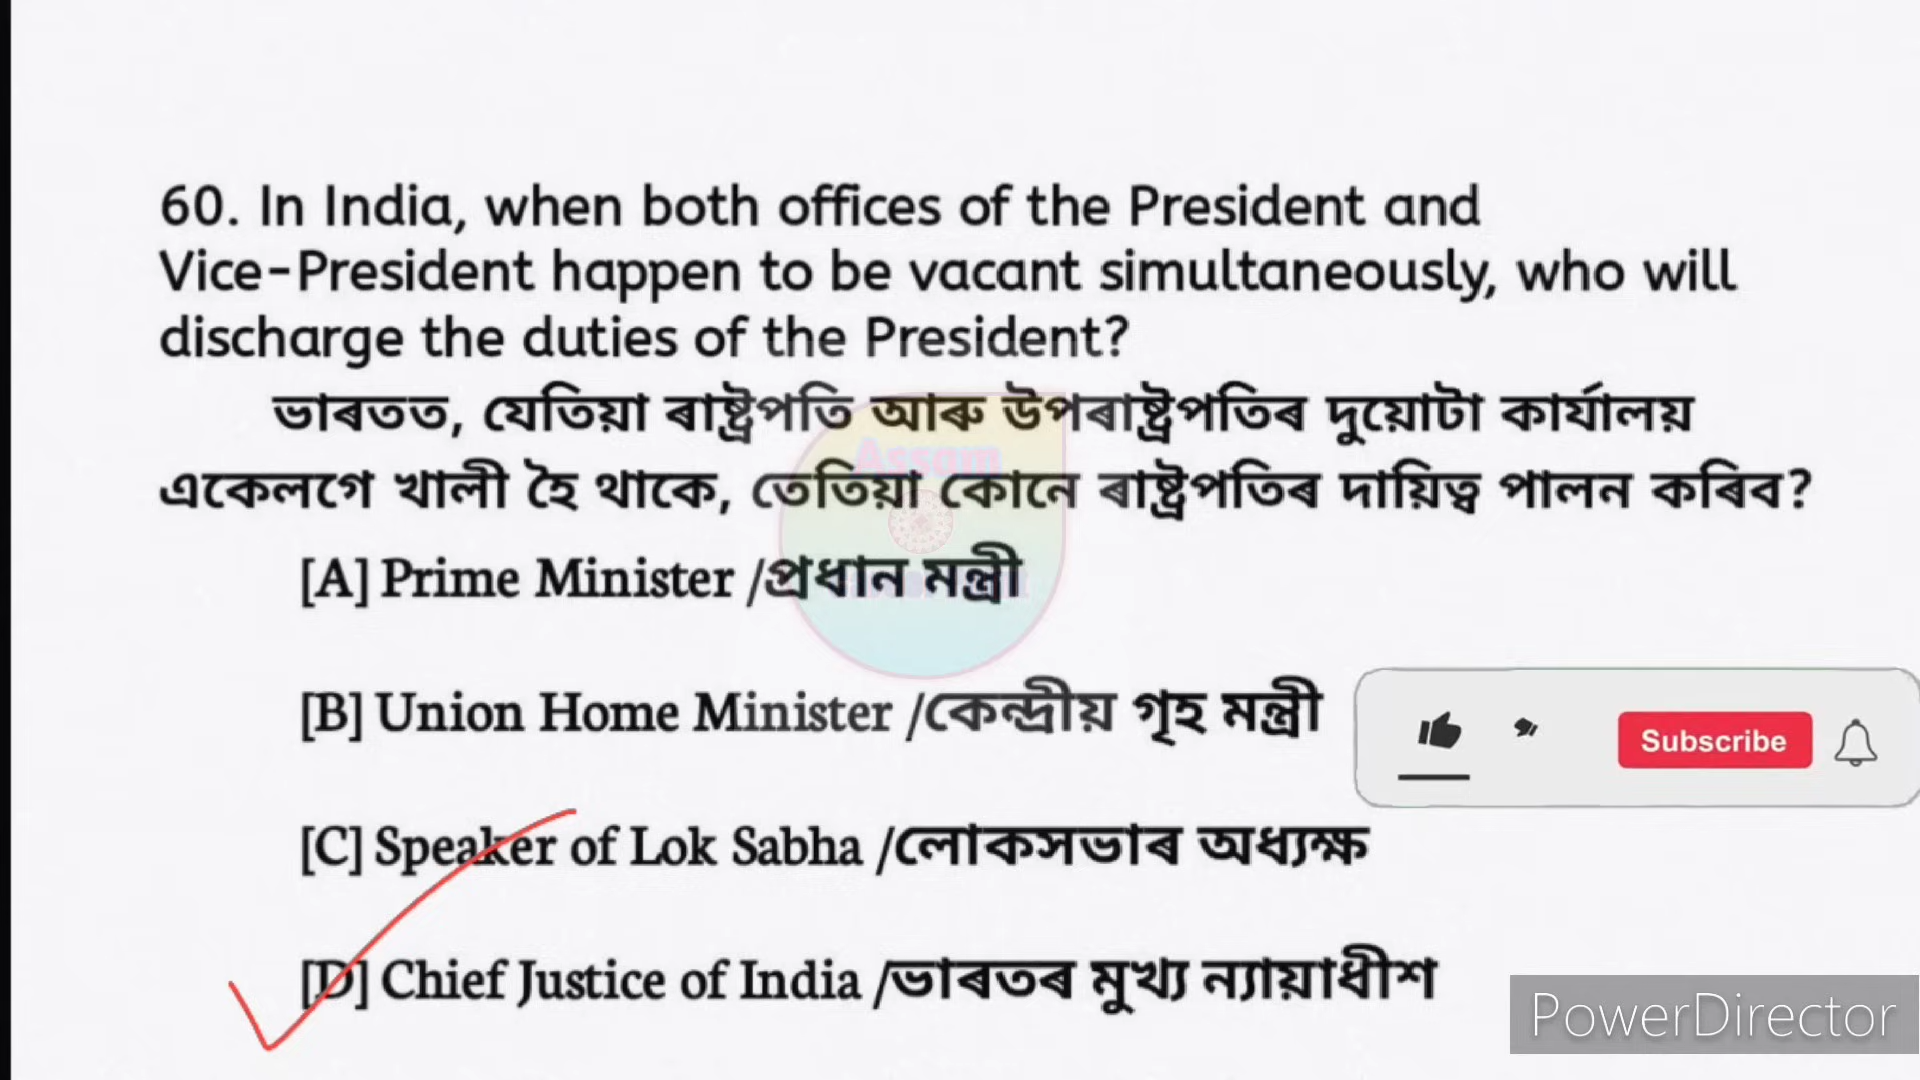 60. In India, when both offices of the President and
Vice-President happen to be vacant simultaneously, who will
discharge the duties of the President?
ভাৰতত, যেতিয়া ৰাষ্ট্ৰপতি আৰু উপৰাষ্ট্ৰপতিৰ দুয়োটা কাৰ্যালয়
একেলগে খালী হৈ থাকে, তেতিয়া কোনে ৰাষ্ট্ৰপতিৰ দায়িত্ব পালন কৰিব?
Assam
[A] Prime Minister /প্ৰধান মন্ত্ৰী
[B] Union Home Minister /কেন্দ্ৰীয় গৃহ মন্ত্ৰী
Subscribe
[C] Speaker of Lok Sabha /লোকসভাৰ অধ্যক্ষ
[D] Chief Justice of India /ভাৰতৰ মুখ্য ন্যায়াধীশ
PowerDirector